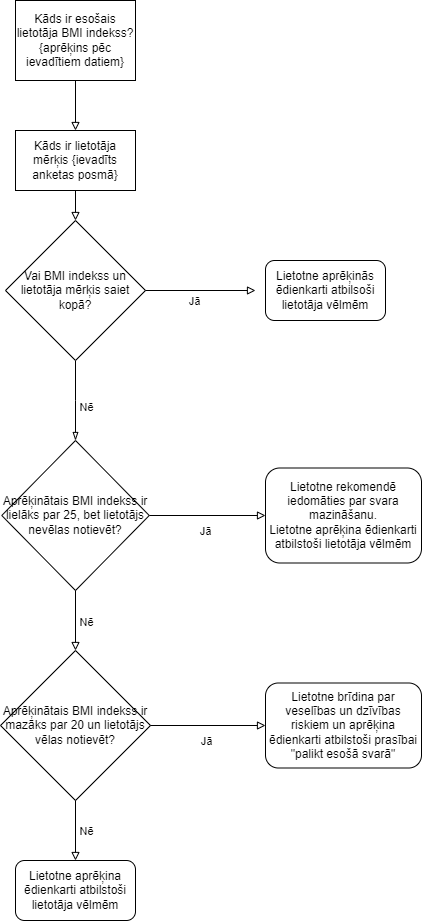 Kāds ir esošais
lietotāja BMI indekss?
{aprēķins pēc
ievadītiem datiem}
Kāds ir lietotāja
mērķis {ievadīts
anketas posmā}
Vai BMI indekss un
lietotāja mērķis saiet
kopā?
Jā
Lietotne aprēķinās
ēdienkarti atbilsoši
lietotāja vēlmēm
Nē
Aprēķinātais BMI indekss ir
lielāks par 25, bet lietotājs
nevēlas notievēt?
Jā
Lietotne rekomendē
iedomāties par svara
mazināšanu.
Lietotne aprēķina ēdienkarti
atbilstoši lietotāja vēlmēm
Nē
Aprēķinātais BMI indekss ir
mazāks par 20 un lietotājs
vēlas notievēt?
Jā
Lietotne brīdina par
veselības un dzīvības
riskiem un aprēķina
ēdienkarti atbilstoši prasībai
"palikt esošā svarā"
Nē
Lietotne aprēķina
ēdienkarti atbilstoši
lietotāja vēlmēm